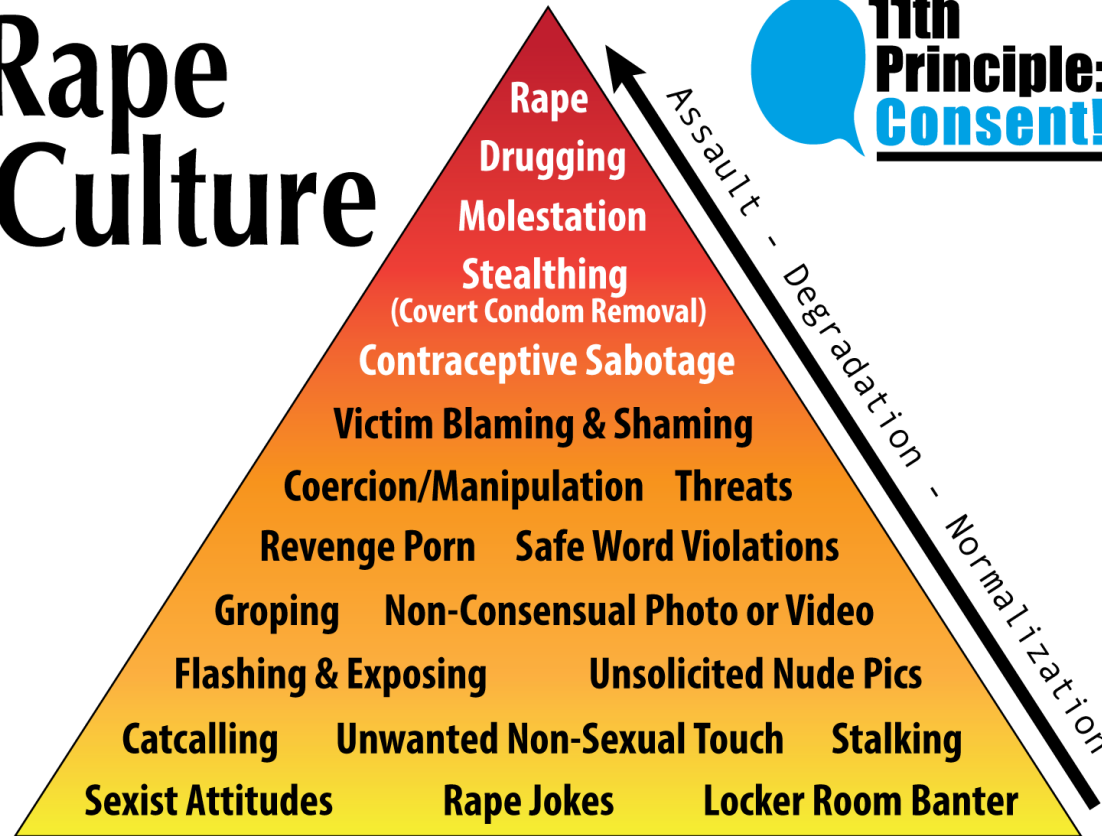 Rape
Culture
11th
Principle:
Consent!
Assault - Degradation - Normalization
Rape
Drugging
Molestation
Stealthing
(Covert Condom Removal)
Contraceptive Sabotage
Victim Blaming & Shaming
Coercion/Manipulation Threats
Revenge Porn Safe Word Violations
Groping Non-Consensual Photo or Video
Flashing & Exposing Unsolicited Nude Pics
Catcalling Unwanted Non-Sexual Touch Stalking
Sexist Attitudes Rape Jokes Locker Room Banter